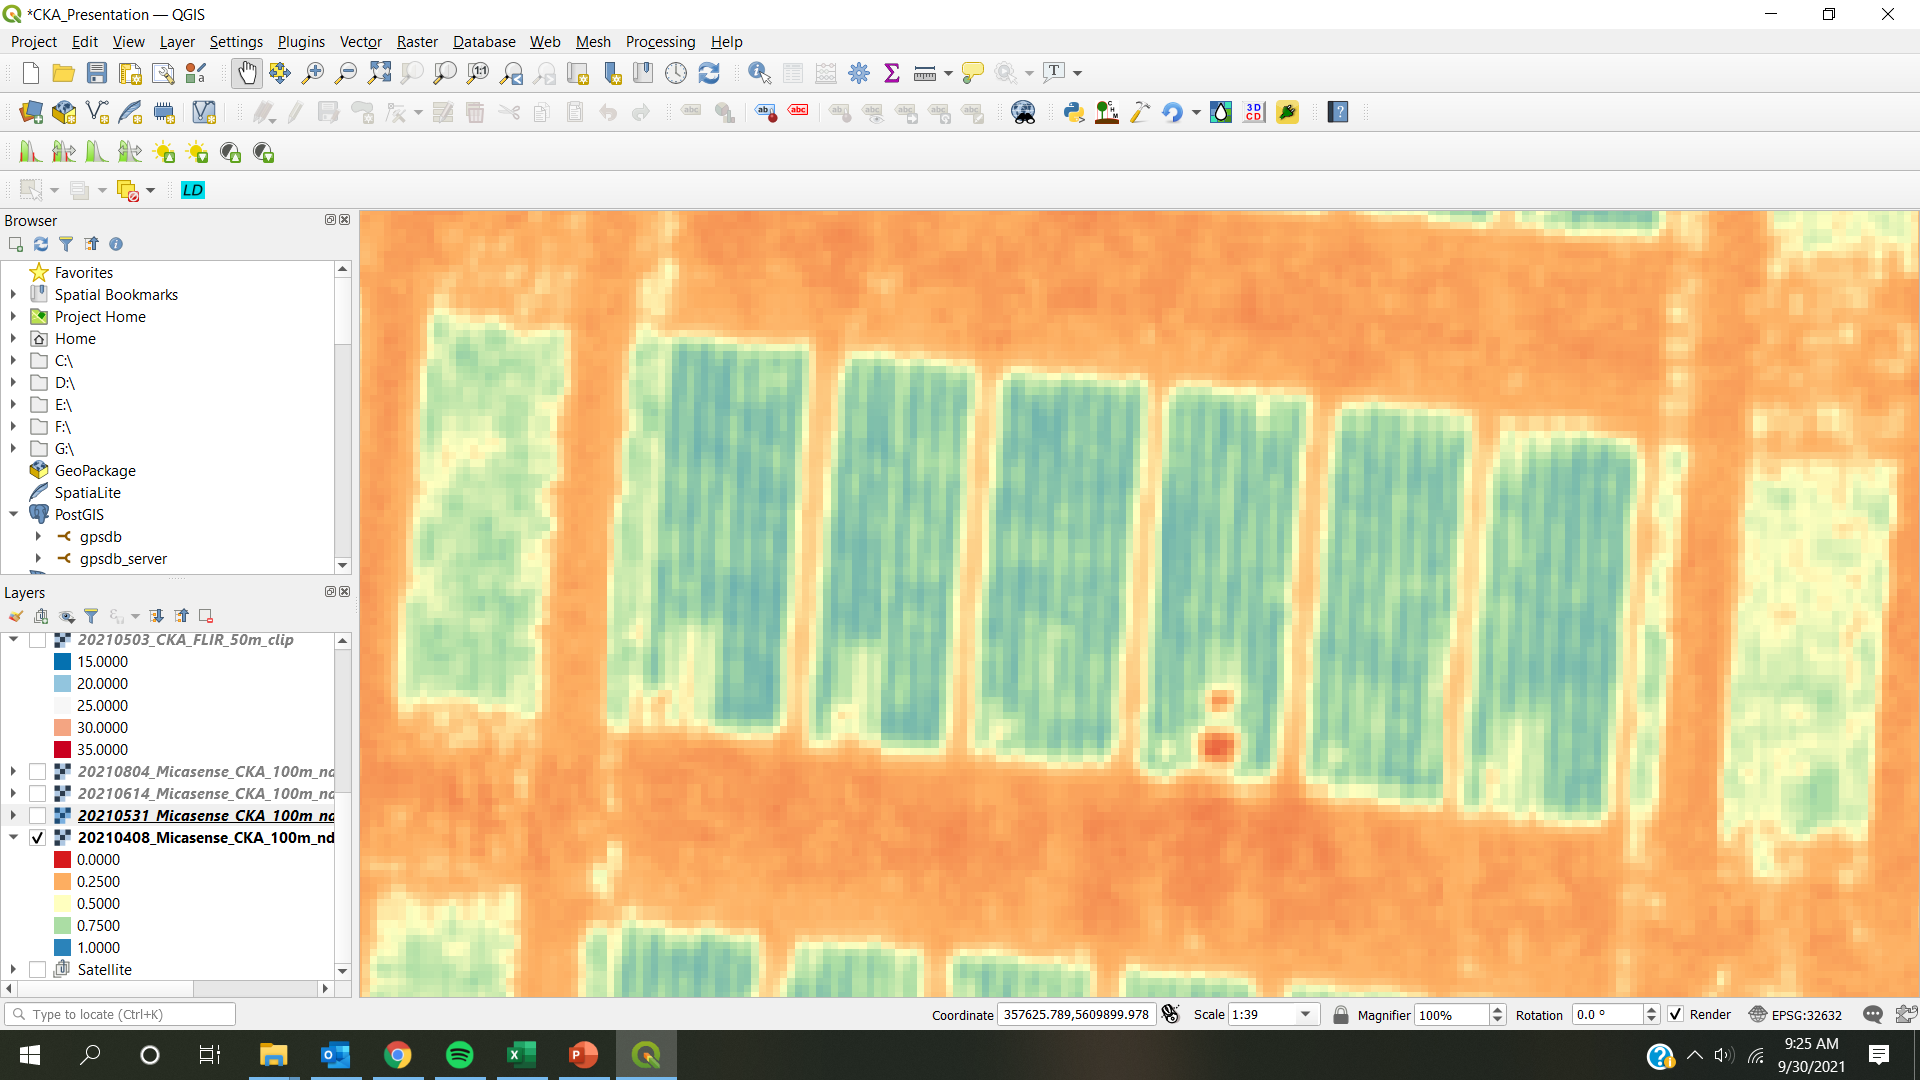 *CKA_Presentation — QGIS
Project Edit View Layer Settings Plugins Vector Raster Database Web Mesh Processing Help
LD
Browser
Favorites
Spatial Bookmarks
Project Home
Home
C:\
D:\
E:\
F:\
G:\
GeoPackage
SpatiaLite
PostGIS
gpsdb
gpsdb_server
Layers
20210503_CKA_FLIR_50m_clip
15.0000
20.0000
25.0000
30.0000
35.0000
20210804_Micasense_CKA_100m_nd
20210614_Micasense_CKA_100m_nd
20210531_Micasense_CKA_100m_nd
20210408_Micasense_CKA_100m_nd
0.0000
0.2500
0.5000
0.7500
1.0000
Satellite
Type to locate (Ctrl+K)
Coordinate 357625.789,5609899.978 Scale 1:39 Magnifier 100% Rotation 0.0 ° Render EPSG:32632
9:25 AM
9/30/2021